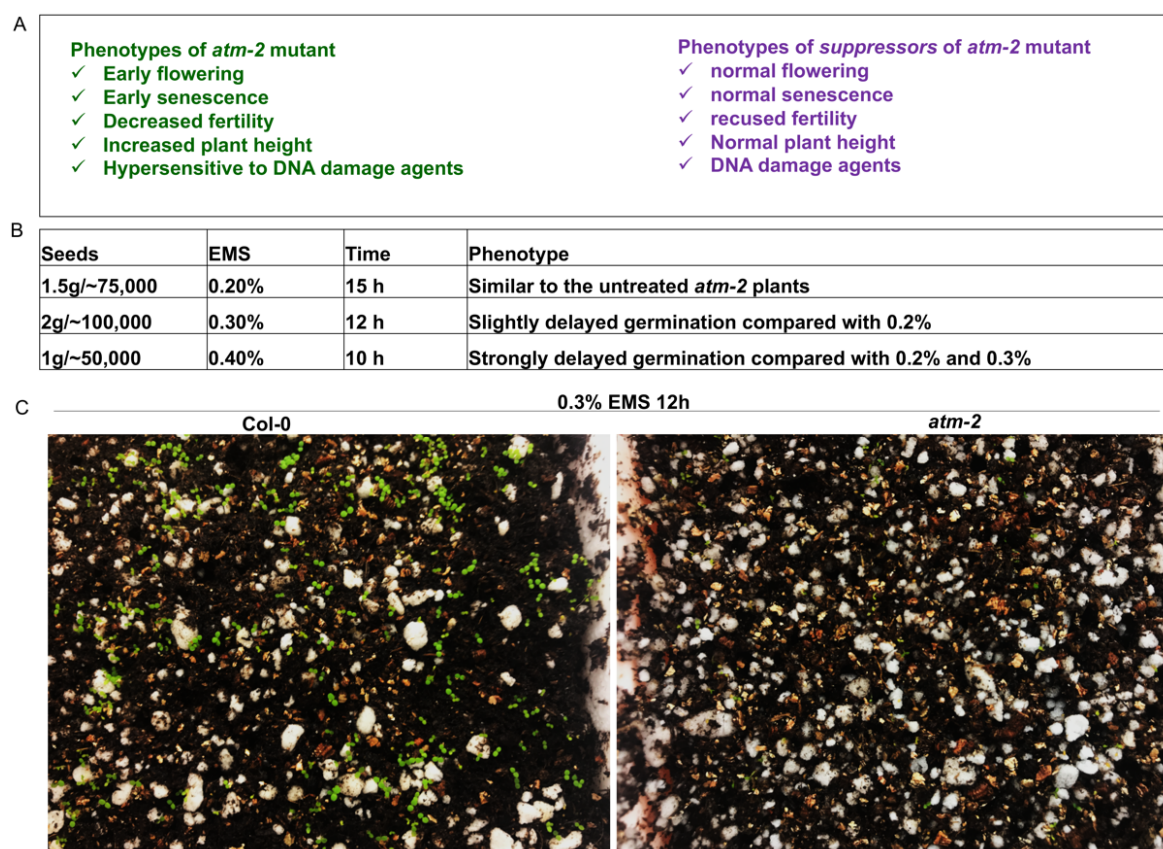 A
Phenotypes of atm-2 mutant
✓ Early flowering
✓ Early senescence
✓ Decreased fertility
✓ Increased plant height
✓ Hypersensitive to DNA damage agents
Phenotypes of suppressors of atm-2 mutant
✓ normal flowering
✓ normal senescence
✓ recused fertility
✓ Normal plant height
✓ DNA damage agents
B
Seeds EMS Time Phenotype
1.5g/~75,000 0.20% 15 h Similar to the untreated atm-2 plants
2g/~100,000 0.30% 12 h Slightly delayed germination compared with 0.2%
1g/~50,000 0.40% 10 h Strongly delayed germination compared with 0.2% and 0.3%
C
0.3% EMS 12h
Col-0 atm-2